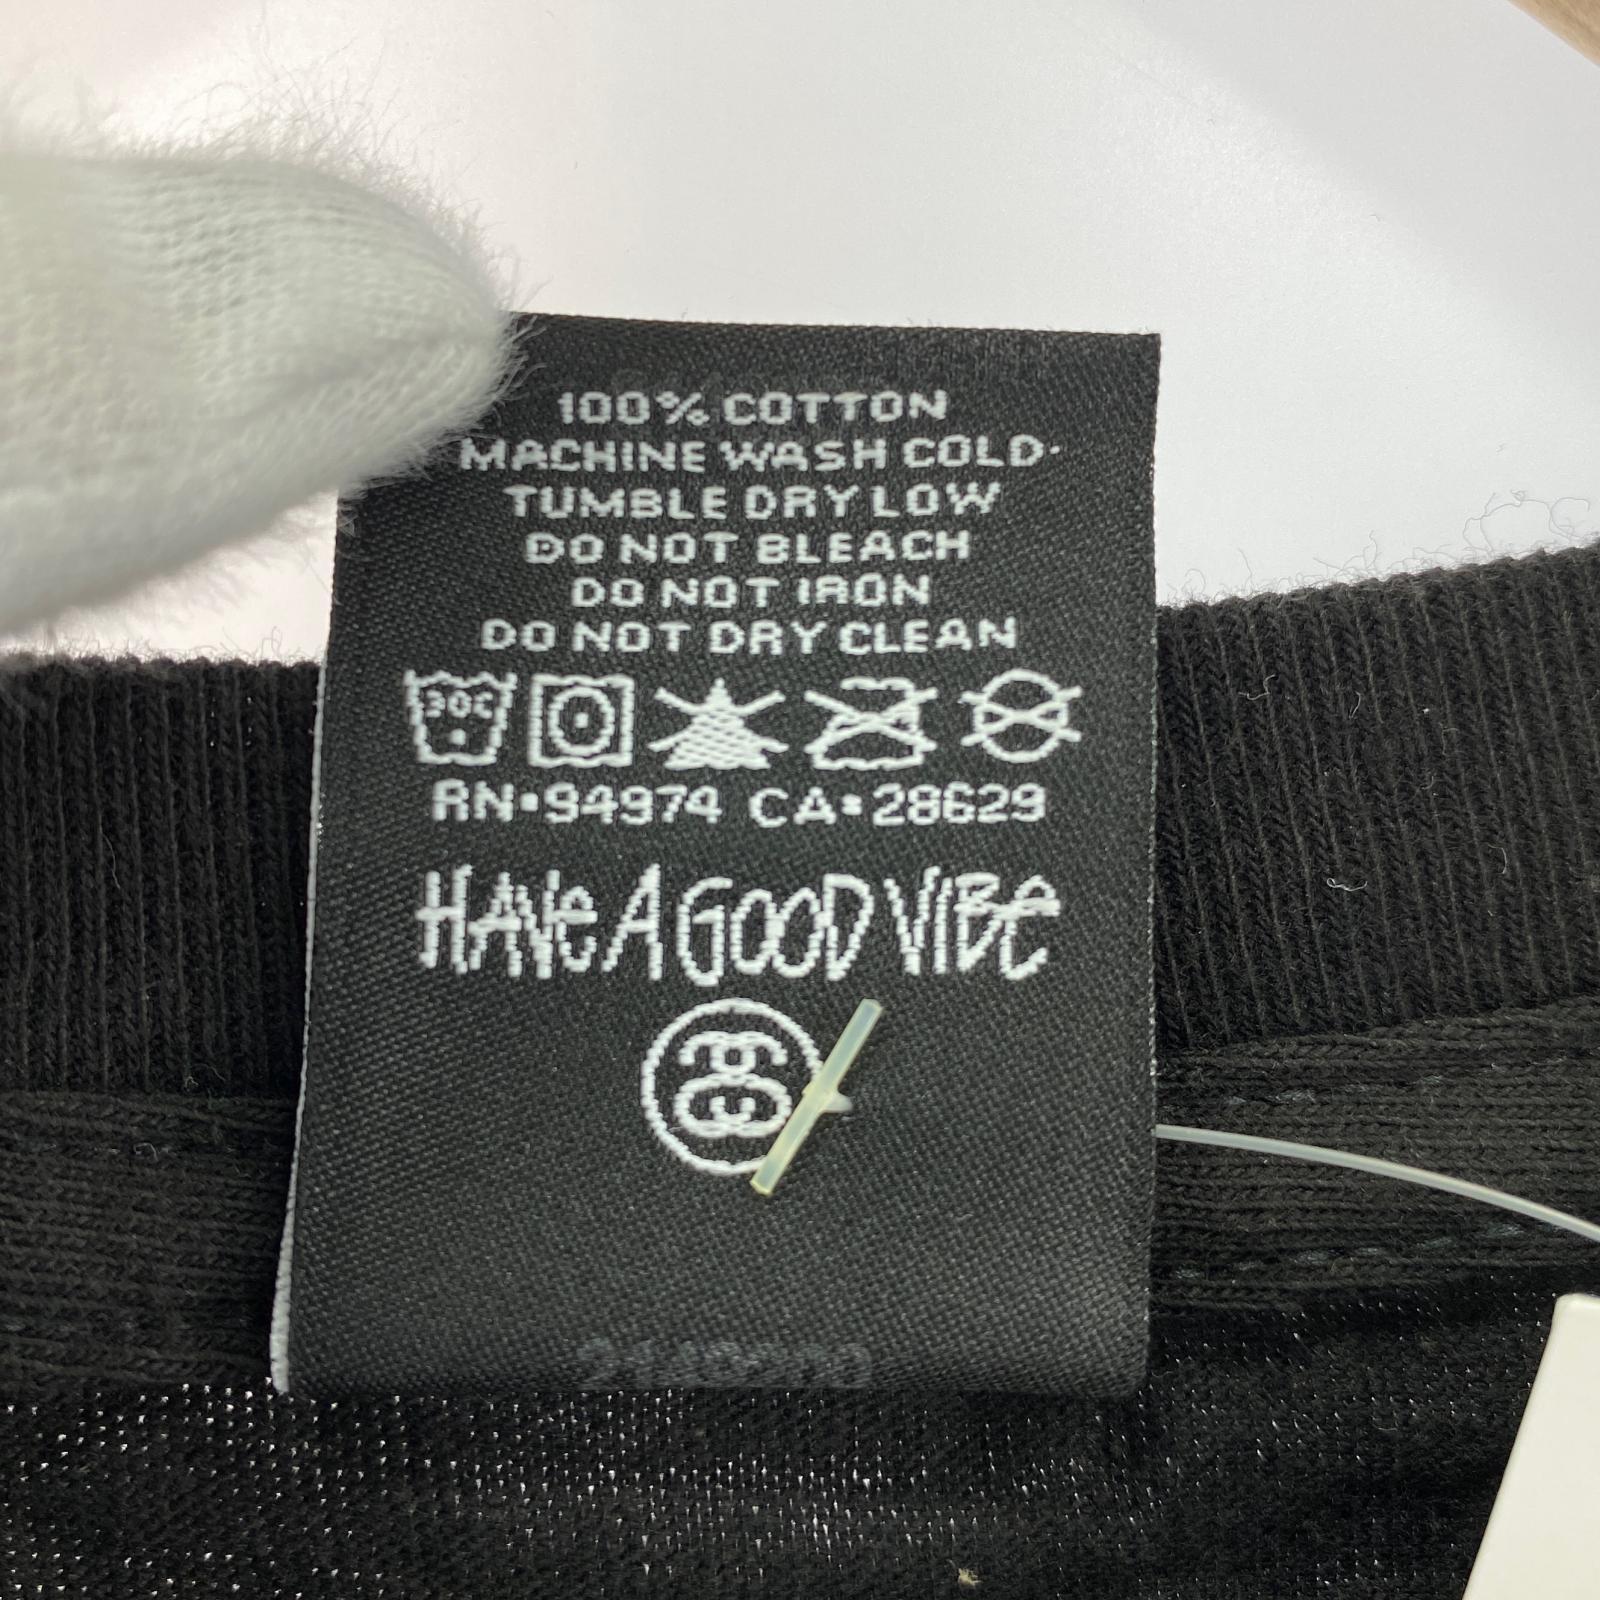 100% COTTON
MACHINE WASH COLD
TUMBLE DRY LOW
DO NOT BLEACH
DO NOT IRON
DO NOT DRY CLEAN
30C
RN•94974 CA•28629
HAVE A GOOD VIBE